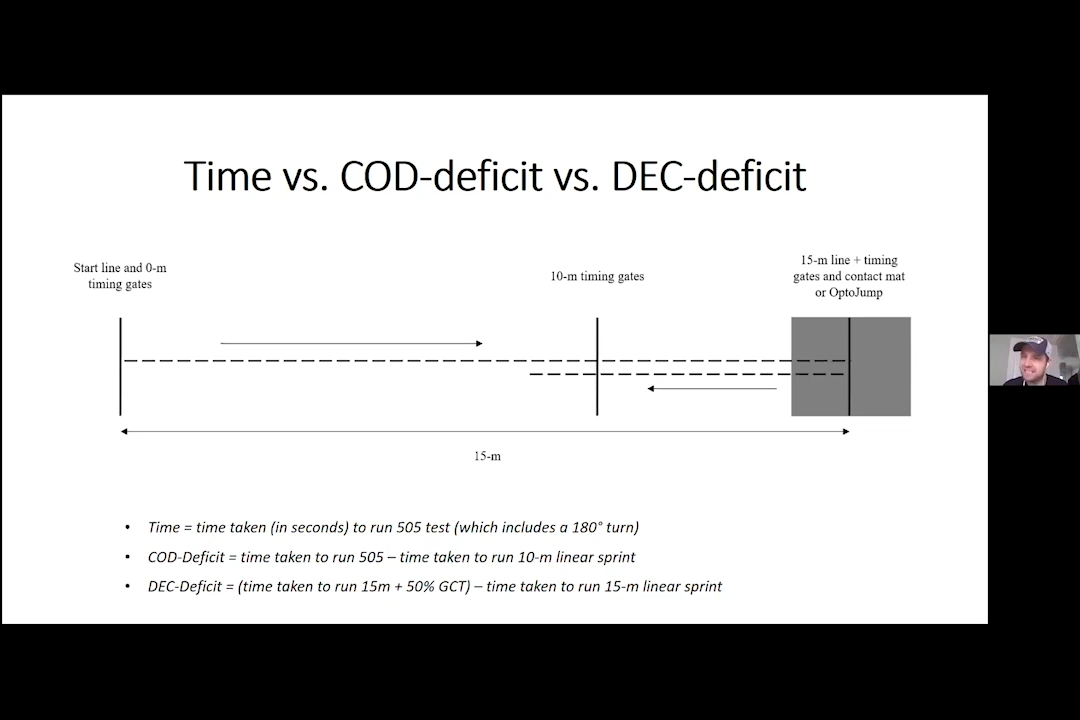 Time vs. COD-deficit vs. DEC-deficit
Start line and 0-m
timing gates
10-m timing gates
15-m line + timing
gates and contact mat
or OptoJump
15-m
• Time = time taken (in seconds) to run 505 test (which includes a 180° turn)
• COD-Deficit = time taken to run 505 – time taken to run 10-m linear sprint
• DEC-Deficit = (time taken to run 15m + 50% GCT) – time taken to run 15-m linear sprint